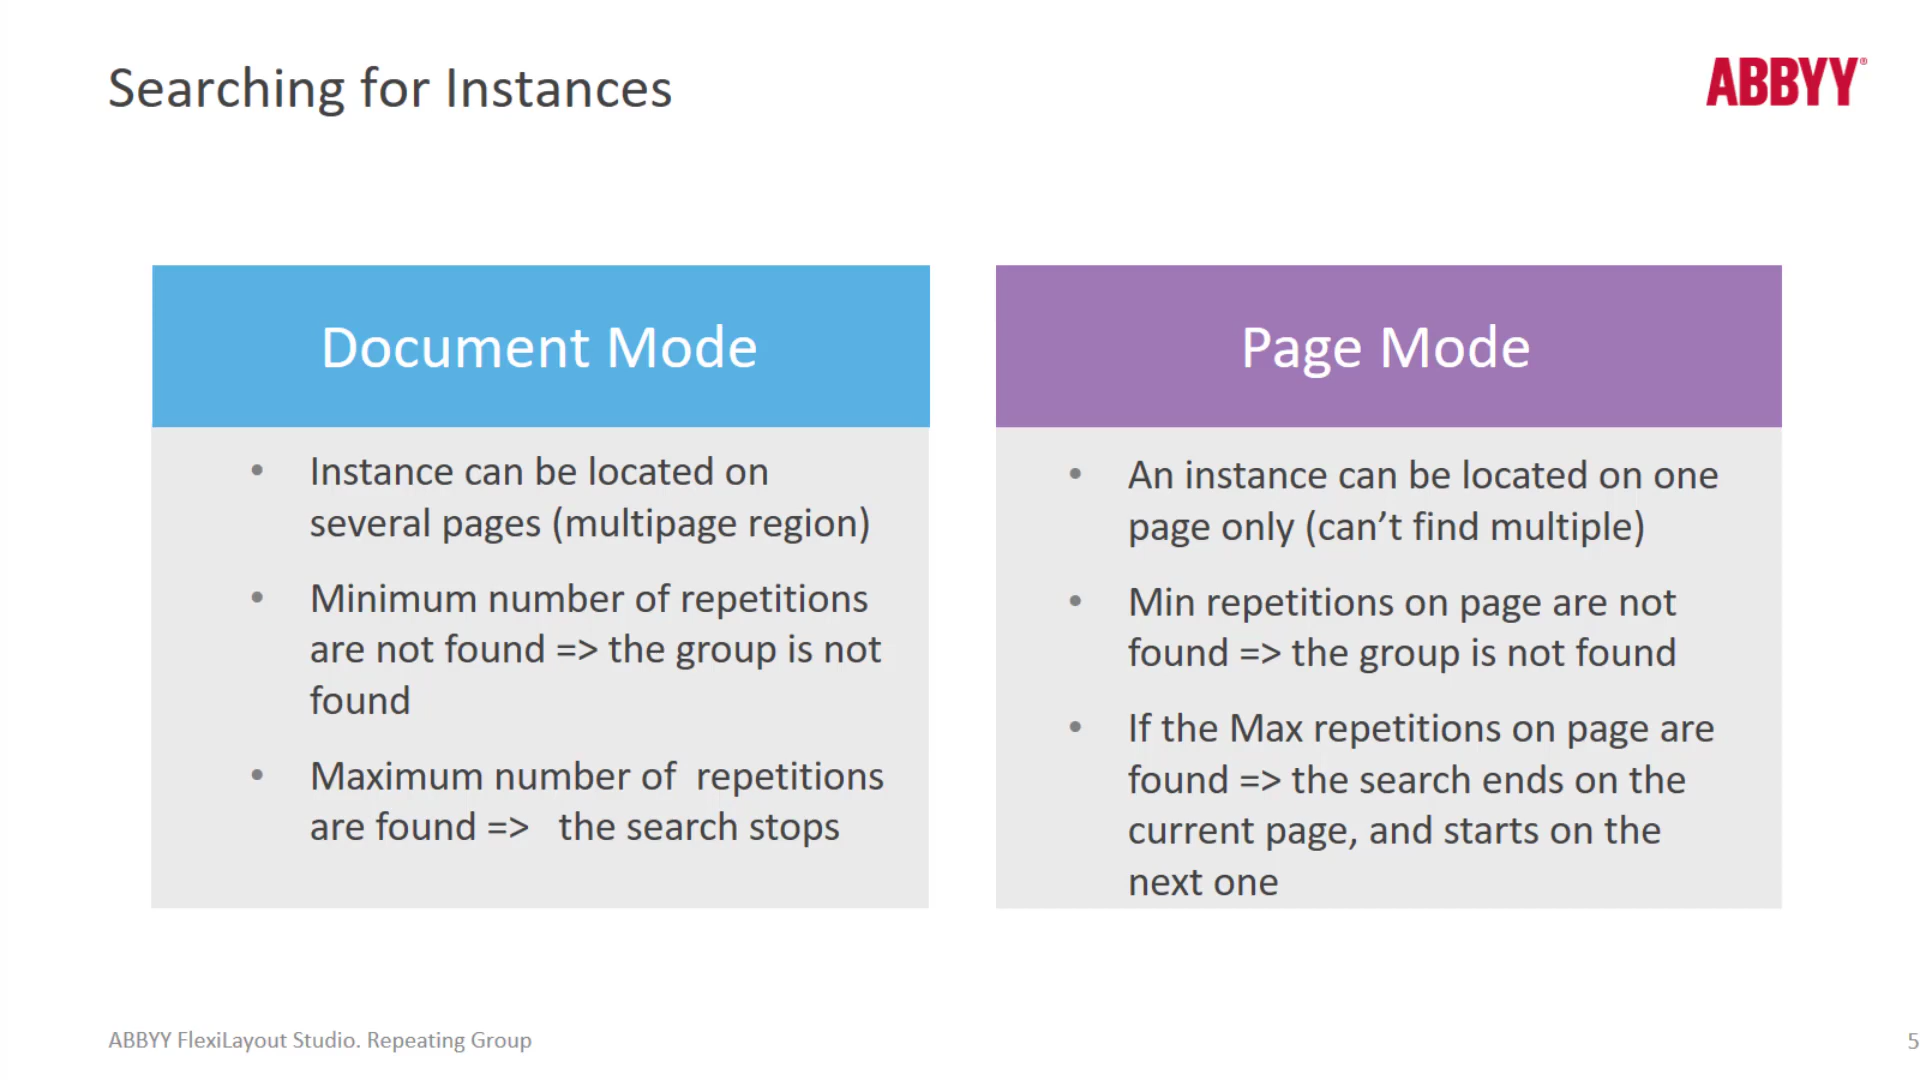 Searching for Instances
ABBYY®
Document Mode
• Instance can be located on
several pages (multipage region)
• Minimum number of repetitions
are not found => the group is not
found
• Maximum number of  repetitions
are found =>   the search stops
Page Mode
• An instance can be located on one
page only (can’t find multiple)
• Min repetitions on page are not
found => the group is not found
• If the Max repetitions on page are
found => the search ends on the
current page, and starts on the
next one
ABBYY FlexiLayout Studio. Repeating Group
5